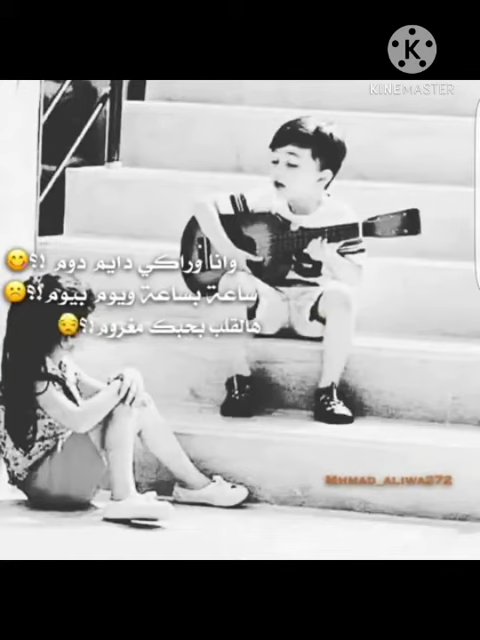 K
KINEMASTER
وانا وراكي دايم دوم !؟😋
ساعة بساعة ويوم بيوم!؟😕
هالقلب بحبك مغروم!؟😒
MHMAD_ALIWA272